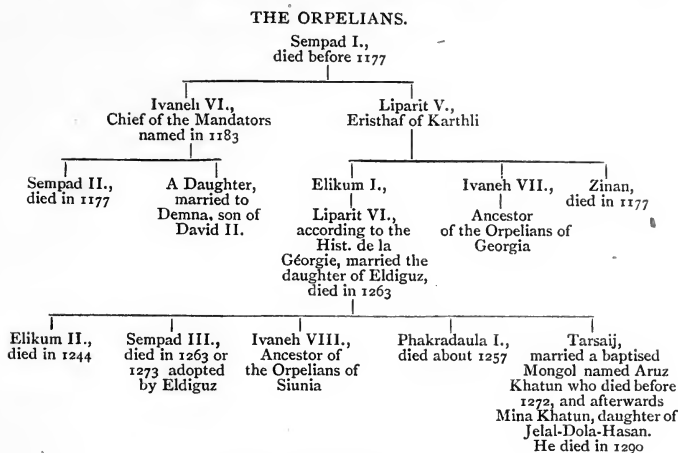 THE ORPELIANS.
Sempad I.,
died before 1177
Ivaneh VI.,
Chief of the Mandators
named in 1183
Liparit V.,
Eristhaf of Karthli
Sempad II.,
died in 1177
A Daughter,
married to
Demna, son of
David II.
Elikum I.,
Liparit VI.,
according to the
Hist. de la
Géorgie, married the
daughter of Eldiguz,
died in 1263
Ivaneh VII.,
Ancestor
of the Orpelians of
Georgia
Zinan,
died in 1177
Elikum II.,
died in 1244
Sempad III.,
died in 1263 or
1273 adopted
by Eldiguz
Ivaneh VIII.,
Ancestor of
the Orpelians of
Siunia
Phakradaula I.,
died about 1257
Tarsaij,
married a baptised
Mongol named Aruz
Khatun who died before
1272, and afterwards
Mina Khatun, daughter of
Jelal-Dola-Hasan.
He died in 1290